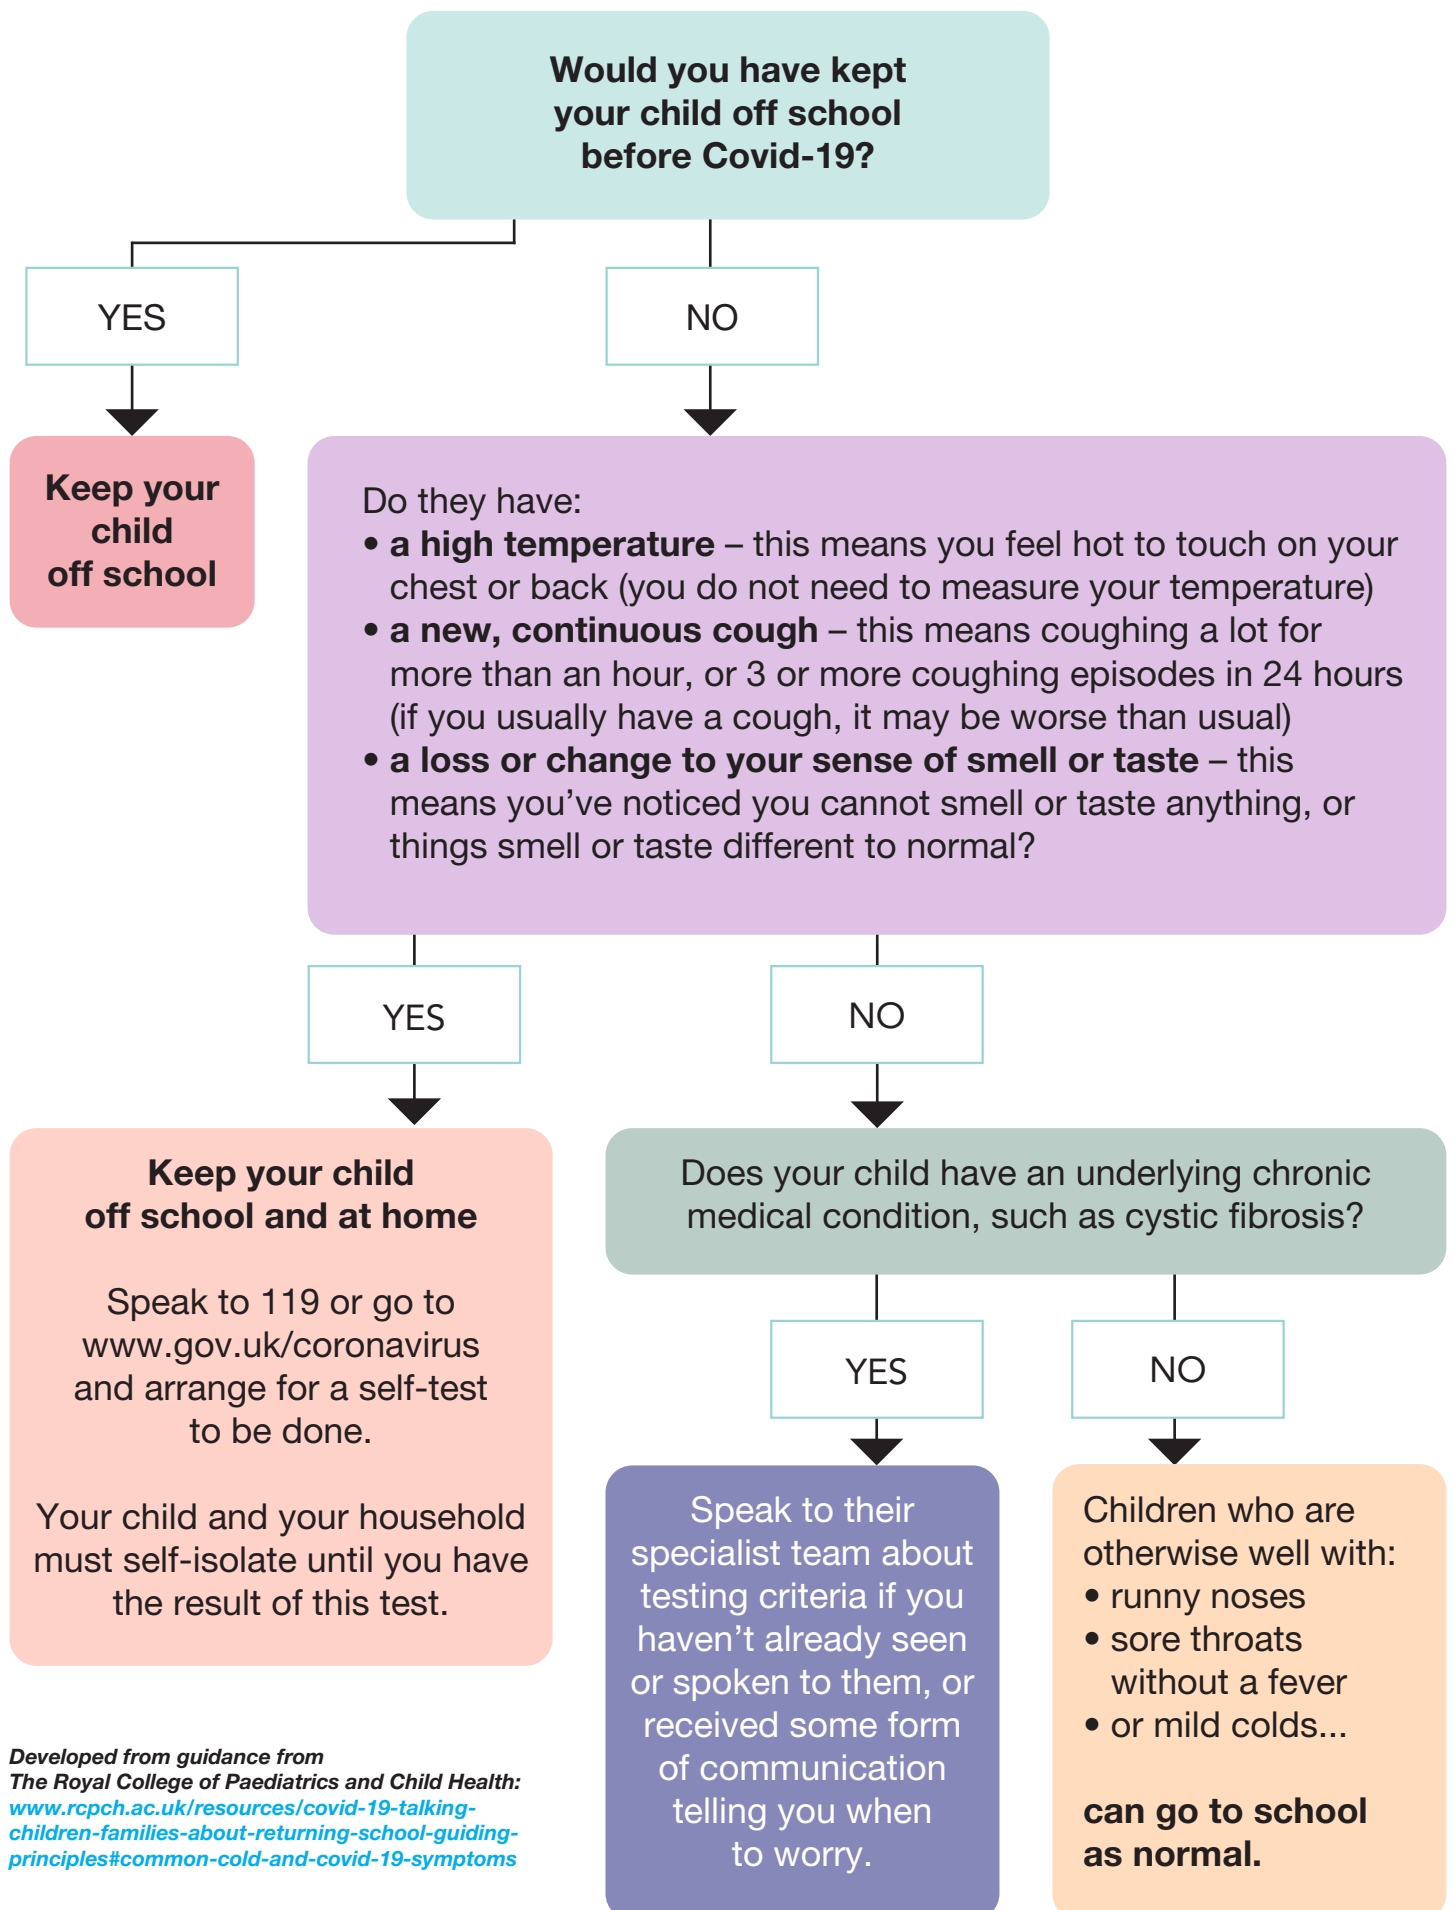 Would you have kept
your child off school
before Covid-19?
YES
NO
Keep your
child
off school
Do they have:
• a high temperature – this means you feel hot to touch on your
chest or back (you do not need to measure your temperature)
• a new, continuous cough – this means coughing a lot for
more than an hour, or 3 or more coughing episodes in 24 hours
(if you usually have a cough, it may be worse than usual)
• a loss or change to your sense of smell or taste – this
means you've noticed you cannot smell or taste anything, or
things smell or taste different to normal?
YES
NO
Keep your child
off school and at home
Speak to 119 or go to
www.gov.uk/coronavirus
and arrange for a self-test
to be done.
Your child and your household
must self-isolate until you have
the result of this test.
Does your child have an underlying chronic
medical condition, such as cystic fibrosis?
YES
NO
Speak to their
specialist team about
testing criteria if you
haven't already seen
or spoken to them, or
received some form
of communication
telling you when
to worry.
Children who are
otherwise well with:
• runny noses
• sore throats
without a fever
• or mild colds...
can go to school
as normal.
Developed from guidance from
The Royal College of Paediatrics and Child Health:
www.rcpch.ac.uk/resources/covid-19-talking-
children-families-about-returning-school-guiding-
principles#common-cold-and-covid-19-symptoms